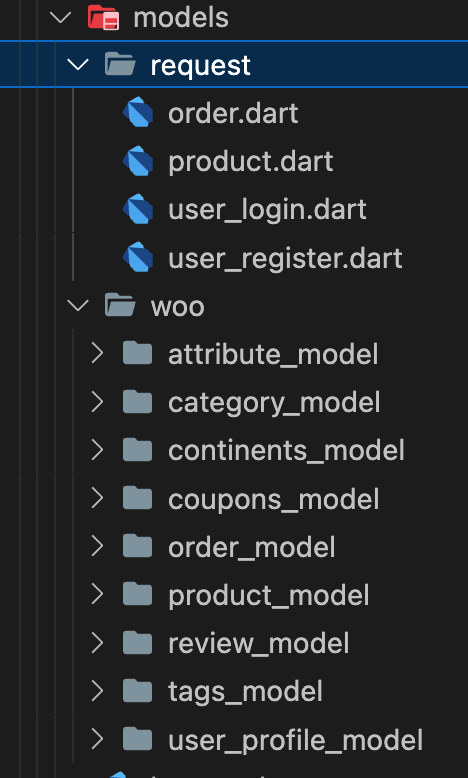 models
request
order.dart
product.dart
user_login.dart
user_register.dart
woo
attribute_model
category_model
continents_model
coupons_model
order_model
product_model
review_model
tags_model
user_profile_model